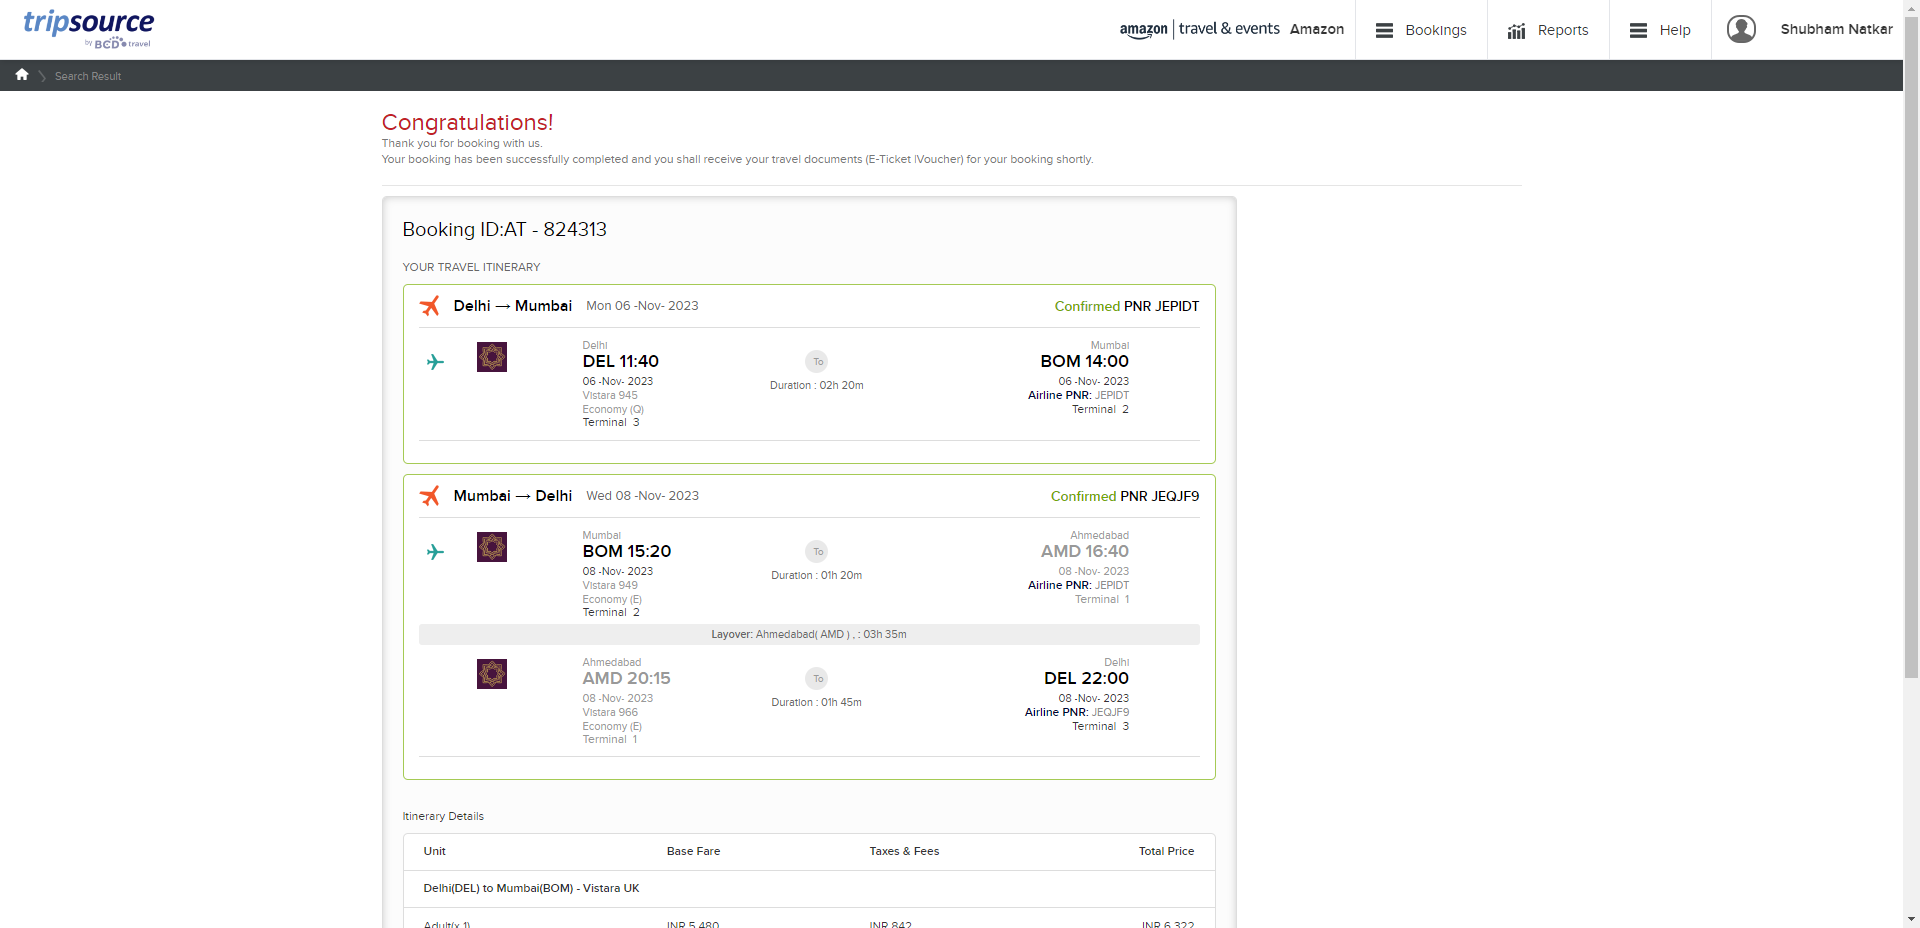 tripsource
by BCD travel
amazon | travel & events Amazon
Bookings
Reports
Help
Shubham Natkar
Search Result
Congratulations!
Thank you for booking with us.
Your booking has been successfully completed and you shall receive your travel documents (E-Ticket |Voucher) for your booking shortly.
Booking ID:AT - 824313
YOUR TRAVEL ITINERARY
Delhi → Mumbai Mon 06 -Nov- 2023 Confirmed PNR JEPIDT
Delhi
DEL 11:40
06 -Nov- 2023
Vistara 945
Economy (Q)
Terminal 3
To
Duration : 02h 20m
Mumbai
BOM 14:00
06 -Nov- 2023
Airline PNR: JEPIDT
Terminal 2
Mumbai → Delhi Wed 08 -Nov- 2023 Confirmed PNR JEQJF9
Mumbai
BOM 15:20
08 -Nov- 2023
Vistara 949
Economy (E)
Terminal 2
To
Duration : 01h 20m
Ahmedabad
AMD 16:40
08 -Nov- 2023
Airline PNR: JEPIDT
Terminal 1
Layover: Ahmedabad( AMD ) , : 03h 35m
Ahmedabad
AMD 20:15
08 -Nov- 2023
Vistara 966
Economy (E)
Terminal 1
To
Duration : 01h 45m
Delhi
DEL 22:00
08 -Nov- 2023
Airline PNR: JEQJF9
Terminal 3
Itinerary Details
Unit Base Fare Taxes & Fees Total Price
Delhi(DEL) to Mumbai(BOM) - Vistara UK
Adult(x 1) INR 5,480 INR 842 INR 6,322